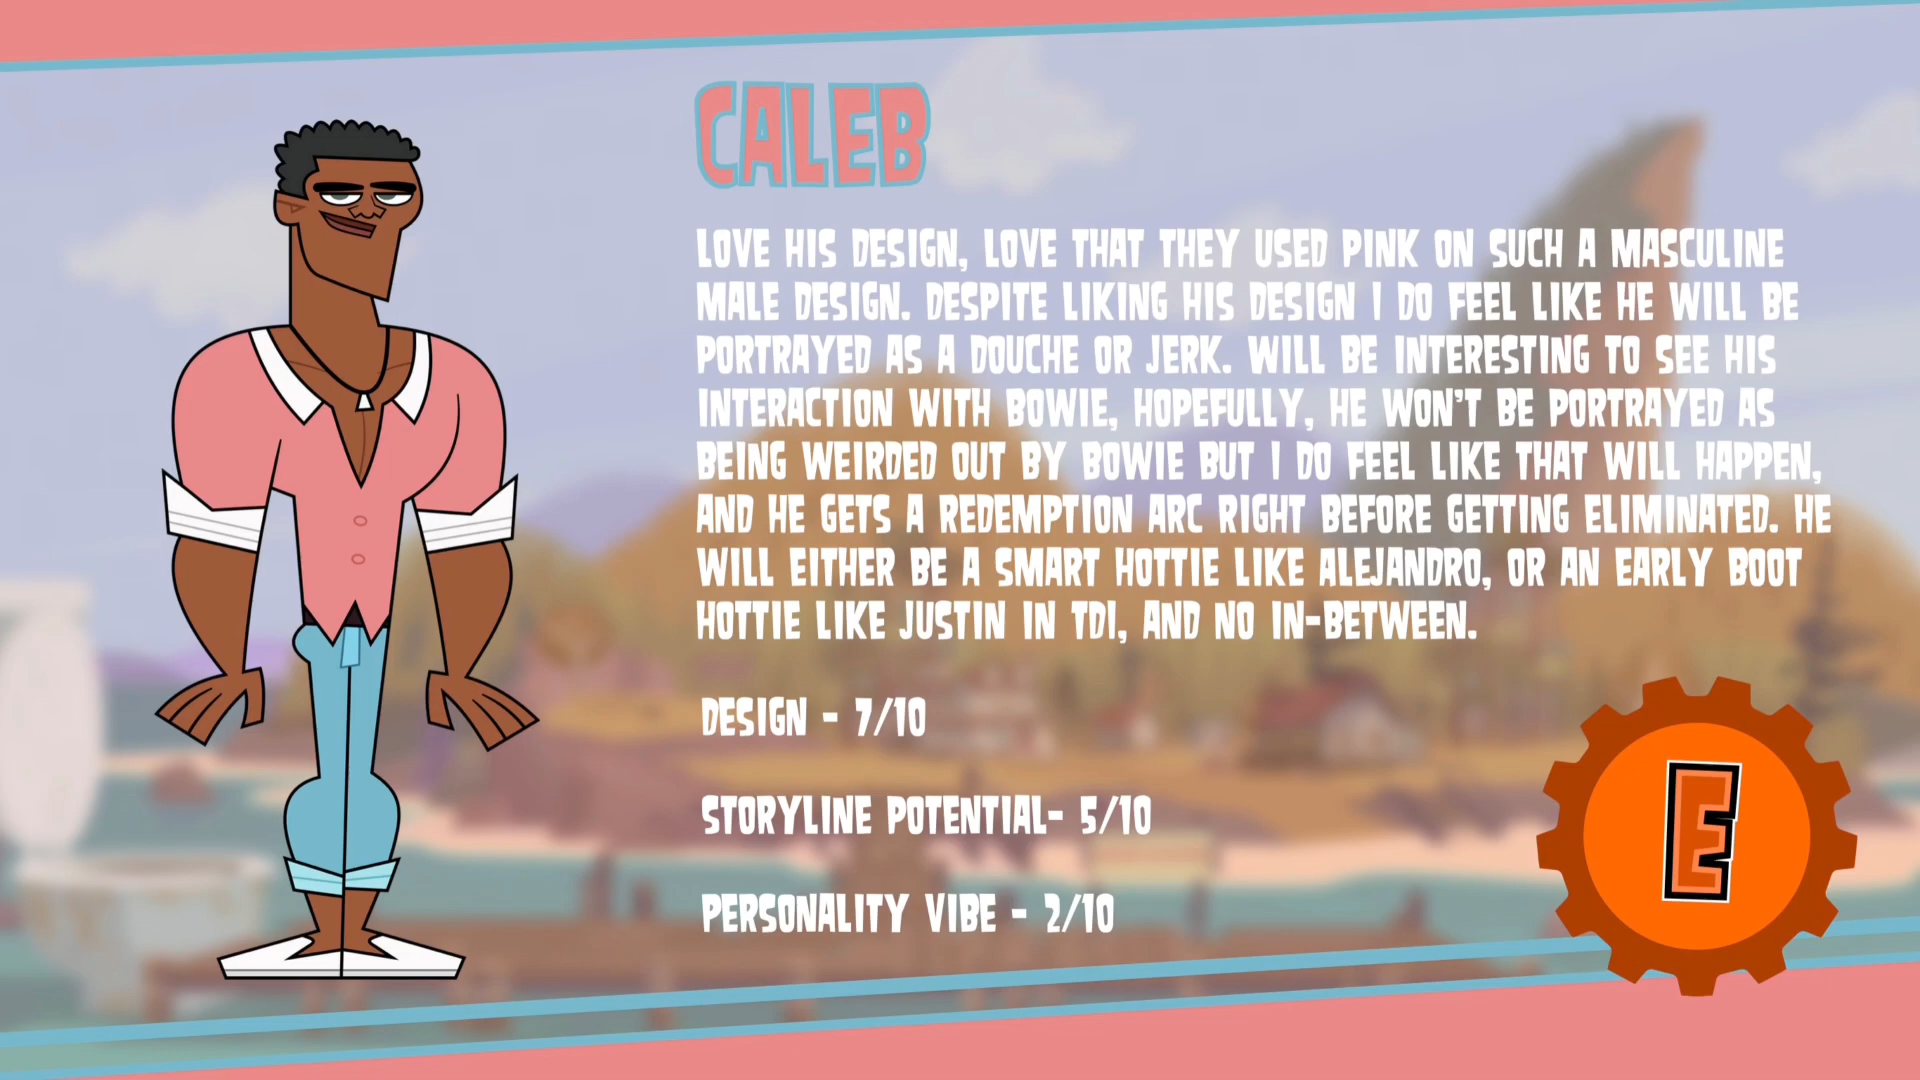 CALEB
LOVE HIS DESIGN, LOVE THAT THEY USED PINK ON SUCH A MASCULINE
MALE DESIGN. DESPITE LIKING HIS DESIGN I DO FEEL LIKE HE WILL BE
PORTRAYED AS A DOUCHE OR JERK. WILL BE INTERESTING TO SEE HIS
INTERACTION WITH BOWIE, HOPEFULLY, HE WON'T BE PORTRAYED AS
BEING WEIRDED OUT BY BOWIE BUT I DO FEEL LIKE THAT WILL HAPPEN,
AND HE GETS A REDEMPTION ARC RIGHT BEFORE GETTING ELIMINATED. HE
WILL EITHER BE A SMART HOTTIE LIKE ALEJANDRO, OR AN EARLY BOOT
HOTTIE LIKE JUSTIN IN TDI, AND NO IN-BETWEEN.
DESIGN - 7/10
STORYLINE POTENTIAL- 5/10
PERSONALITY VIBE - 2/10
E